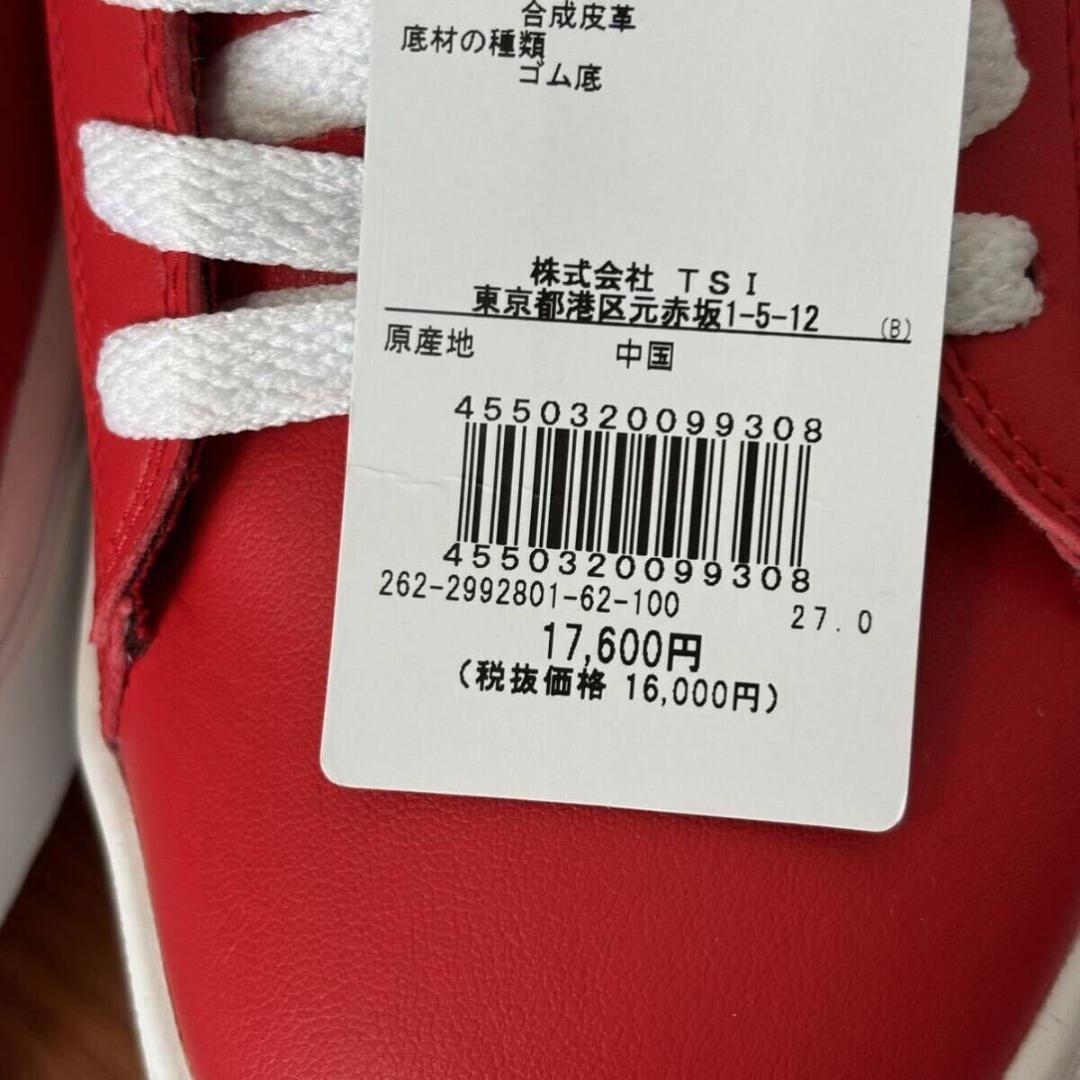 合成皮革
底材の種類
ゴム底
株式会社 TSI
東京都港区元赤坂1-5-12 (B)
原産地 中国
4550320099308
4550320099308
262-2992801-62-100 27.0
17,600円
(税抜価格 16,000円)